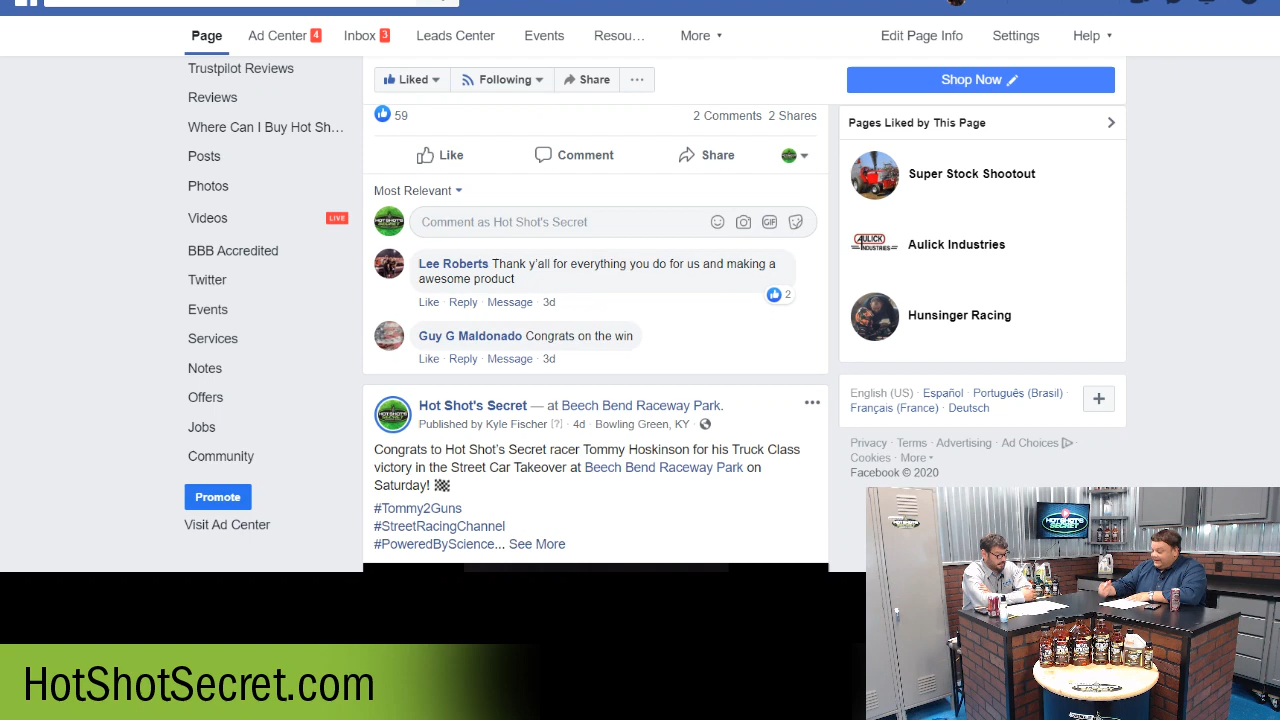 Page
Ad Center 4
Inbox 3
Leads Center
Events
Resou…
More
Edit Page Info
Settings
Help
Trustpilot Reviews
Reviews
Where Can I Buy Hot Sh…
Posts
Photos
Videos
LIVE
BBB Accredited
Twitter
Events
Services
Notes
Offers
Jobs
Community
Promote
Visit Ad Center
Liked
Following
Share
59
2 Comments 2 Shares
Like
Comment
Share
Most Relevant
Comment as Hot Shot's Secret
GIF
Lee Roberts Thank y'all for everything you do for us and making a
awesome product
2
Like · Reply · Message · 3d
Guy G Maldonado Congrats on the win
Like · Reply · Message · 3d
Hot Shot's Secret — at Beech Bend Raceway Park.
Published by Kyle Fischer [?] · 4d · Bowling Green, KY ·
Congrats to Hot Shot's Secret racer Tommy Hoskinson for his Truck Class
victory in the Street Car Takeover at Beech Bend Raceway Park on
Saturday!
#Tommy2Guns
#StreetRacingChannel
#PoweredByScience... See More
Shop Now
Pages Liked by This Page
Super Stock Shootout
AULICK
INDUSTRIES
Aulick Industries
Hunsinger Racing
English (US) · Español · Português (Brasil) ·
Français (France) · Deutsch
Privacy · Terms · Advertising · Ad Choices ·
Cookies · More
Facebook © 2020
HOTSHOT'S
SECRET
HotShotSecret.com